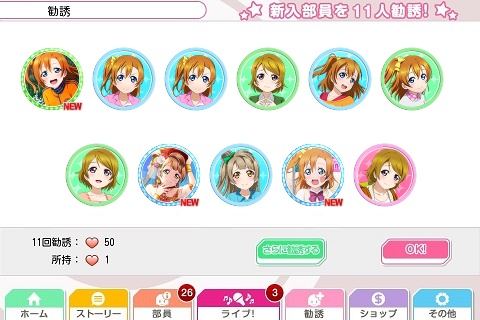 勧誘
新入部員を11人勧誘!
NEW
NEW
NEW
11回勧誘： 50
所持： 1
さらに勧誘する
OK!
26
3
ホーム
ストーリー
部員
ライブ!
勧誘
ショップ
その他